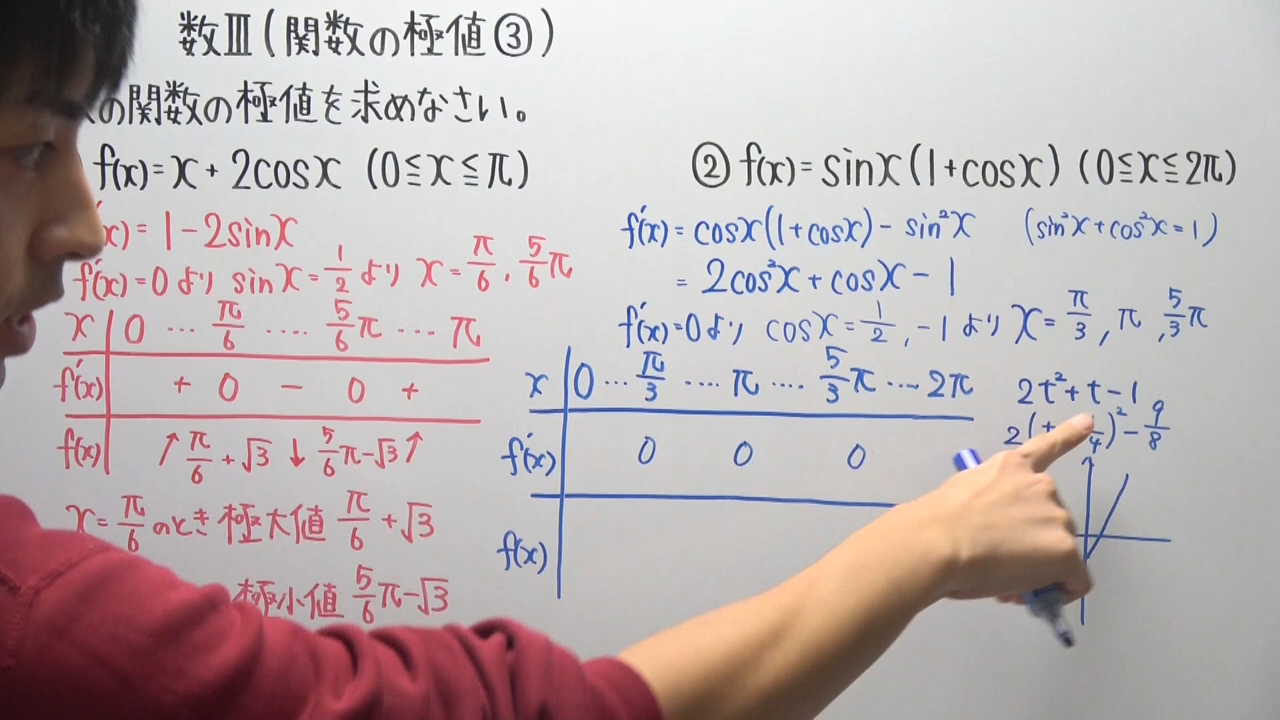 数Ⅲ(関数の極値③)
の関数の極値を求めなさい。
f(x)=x+2cosx (0≦x≦π)
(x)=1-2sinx
f'(x)=0より sinx=1/2より x=π/6, 5/6π
x 0 … π/6 …. 5/6π … π
f'(x) + 0 - 0 +
f(x) ↑ π/6+√3 ↓ 5/6π-√3 ↑
x=π/6のとき 極大値 π/6+√3
極小値 5/6π-√3
② f(x)=sinx(1+cosx) (0≦x≦2π)
f'(x)=cosx(1+cosx)-sin²x (sin²x+cos²x=1)
=2cos²x+cosx-1
f'(x)=0より cosx=1/2, -1より x=π/3, π, 5/3π
x 0 … π/3 …. π …. 5/3π …. 2π
f'(x) 0 0 0
f(x)
2t²+t-1
2( )²-9/8